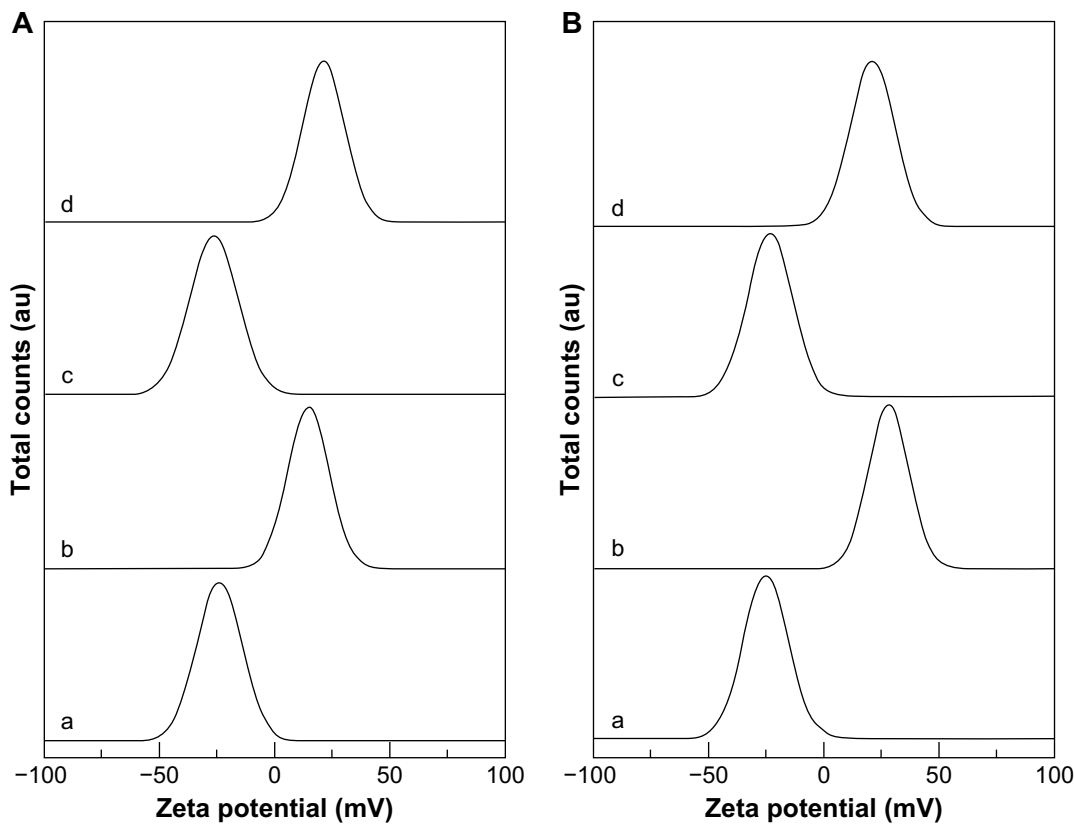 A
Total counts (au)
d
c
b
a
−100 −50 0 50 100
Zeta potential (mV)
B
Total counts (au)
d
c
b
a
−100 −50 0 50 100
Zeta potential (mV)